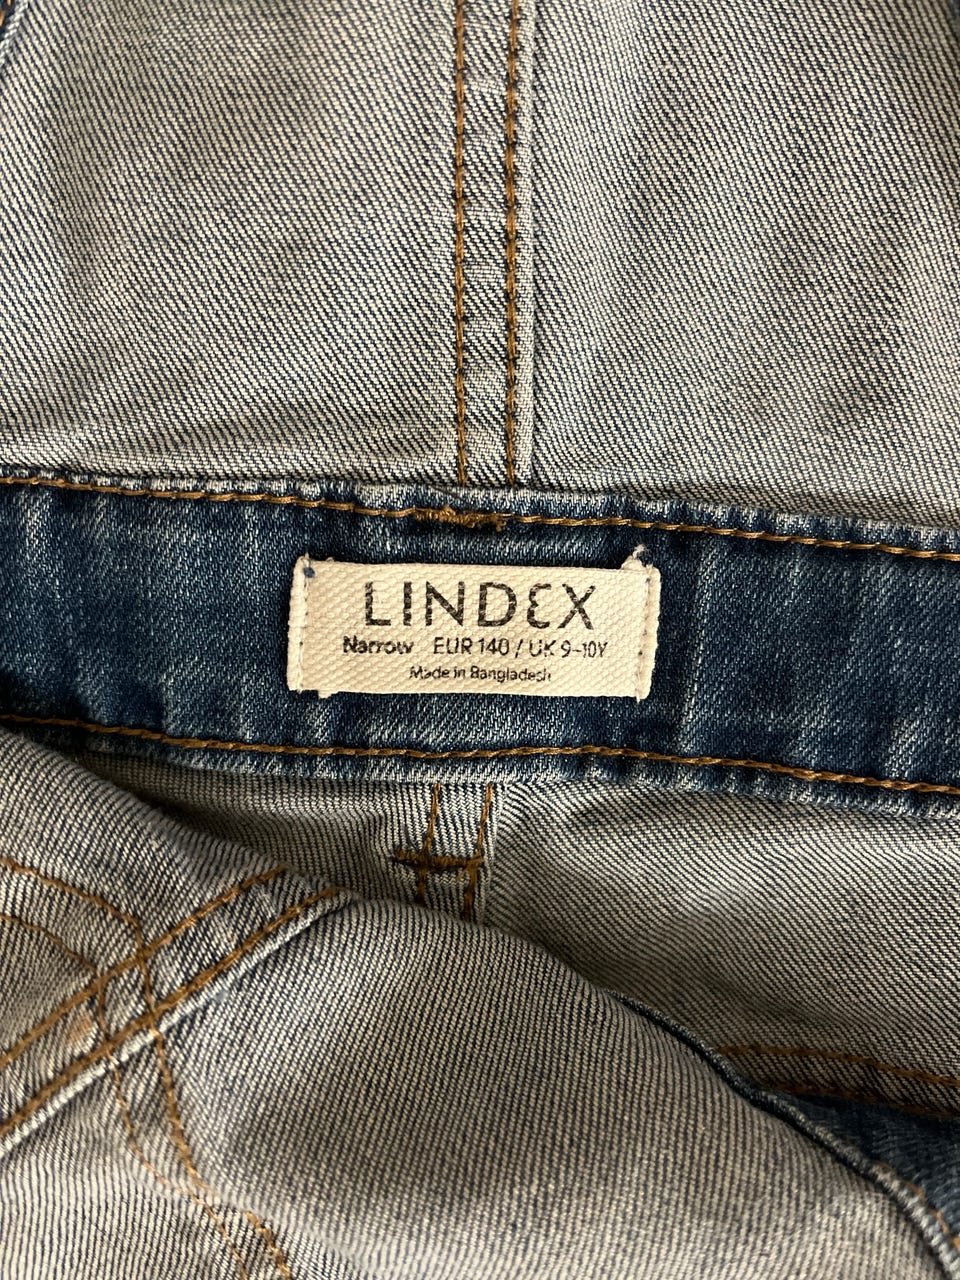 LINDEX
Narrow EUR 140 / UK 9-10Y
Made in Bangladesh